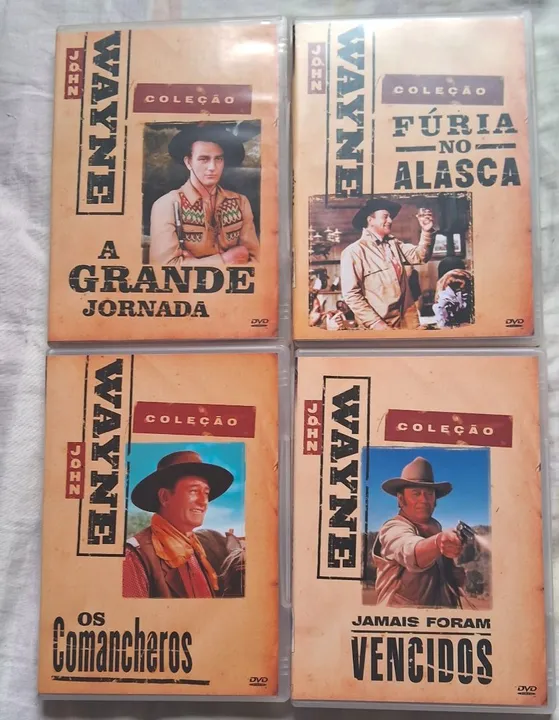 JOHN
WAYNE
COLEÇÃO
A
GRANDE
JORNADA
DVD
JOHN
WAYNE
COLEÇÃO
FÚRIA
NO
ALASCA
DVD
JOHN
WAYNE
COLEÇÃO
OS
Comancheros
DVD
JOHN
WAYNE
COLEÇÃO
JAMAIS FORAM
VENCIDOS
DVD